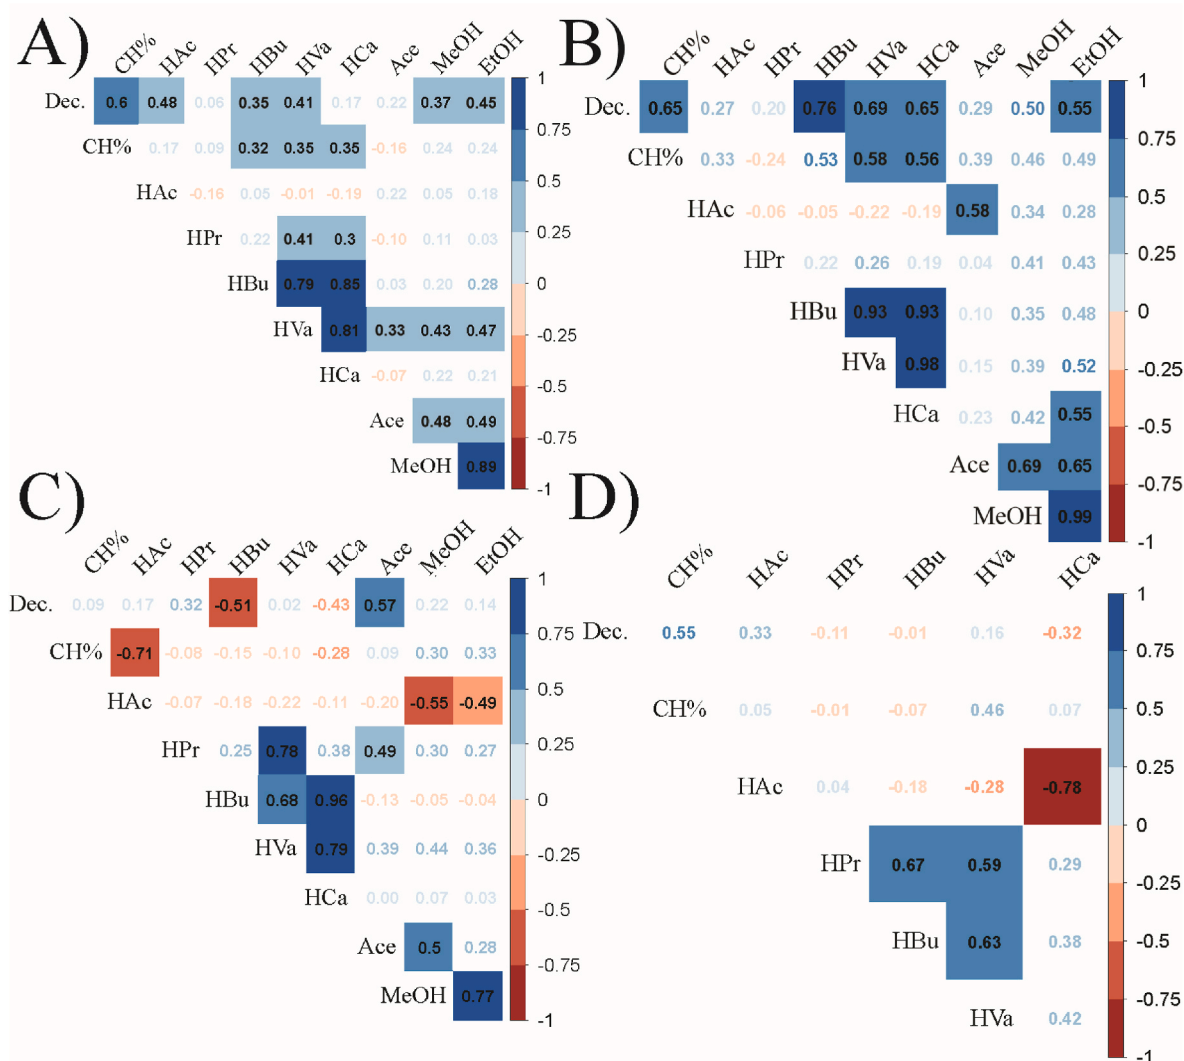 A)
CH% HAc HPr HBu HVa HCa Ace MeOH EtOH
Dec. 0.6 0.48 0.06 0.35 0.41 0.17 0.22 0.37 0.45
CH% 0.17 0.09 0.32 0.35 0.35 -0.16 0.24 0.24
HAc -0.16 0.05 -0.01 -0.19 0.22 0.05 0.18
HPr 0.22 0.41 0.3 -0.10 0.11 0.03
HBu 0.79 0.85 0.03 0.20 0.28
HVa 0.81 0.33 0.43 0.47
HCa -0.07 0.22 0.21
Ace 0.48 0.49
MeOH 0.89
1
0.75
0.5
0.25
0
-0.25
-0.5
-0.75
-1
B)
CH% HAc HPr HBu HVa HCa Ace MeOH EtOH
Dec. 0.65 0.27 0.20 0.76 0.69 0.65 0.29 0.50 0.55
CH% 0.33 -0.24 0.53 0.58 0.56 0.39 0.46 0.49
HAc -0.06 -0.05 -0.22 -0.19 0.58 0.34 0.28
HPr 0.22 0.26 0.19 0.04 0.41 0.43
HBu 0.93 0.93 0.10 0.35 0.48
HVa 0.98 0.15 0.39 0.52
HCa 0.23 0.42 0.55
Ace 0.69 0.65
MeOH 0.99
1
0.75
0.5
0.25
0
-0.25
-0.5
-0.75
-1
C)
CH% HAc HPr HBu HVa HCa Ace MeOH EtOH
Dec. 0.09 0.17 0.32 -0.51 0.02 -0.43 0.57 0.22 0.14
CH% -0.71 -0.08 -0.15 -0.10 -0.28 0.09 0.30 0.33
HAc -0.07 -0.18 -0.22 -0.11 -0.20 -0.55 -0.49
HPr 0.25 0.78 0.38 0.49 0.30 0.27
HBu 0.68 0.96 -0.13 -0.05 -0.04
HVa 0.79 0.39 0.44 0.36
HCa 0.00 0.07 0.03
Ace 0.5 0.28
MeOH 0.77
1
0.75
0.5
0.25
0
-0.25
-0.5
-0.75
-1
D)
CH% HAc HPr HBu HVa HCa
Dec. 0.55 0.33 -0.11 -0.01 0.16 -0.32
CH% 0.05 -0.01 -0.07 0.46 0.07
HAc 0.04 -0.18 -0.28 -0.78
HPr 0.67 0.59 0.29
HBu 0.63 0.38
HVa 0.42
1
0.75
0.5
0.25
0
-0.25
-0.5
-0.75
-1